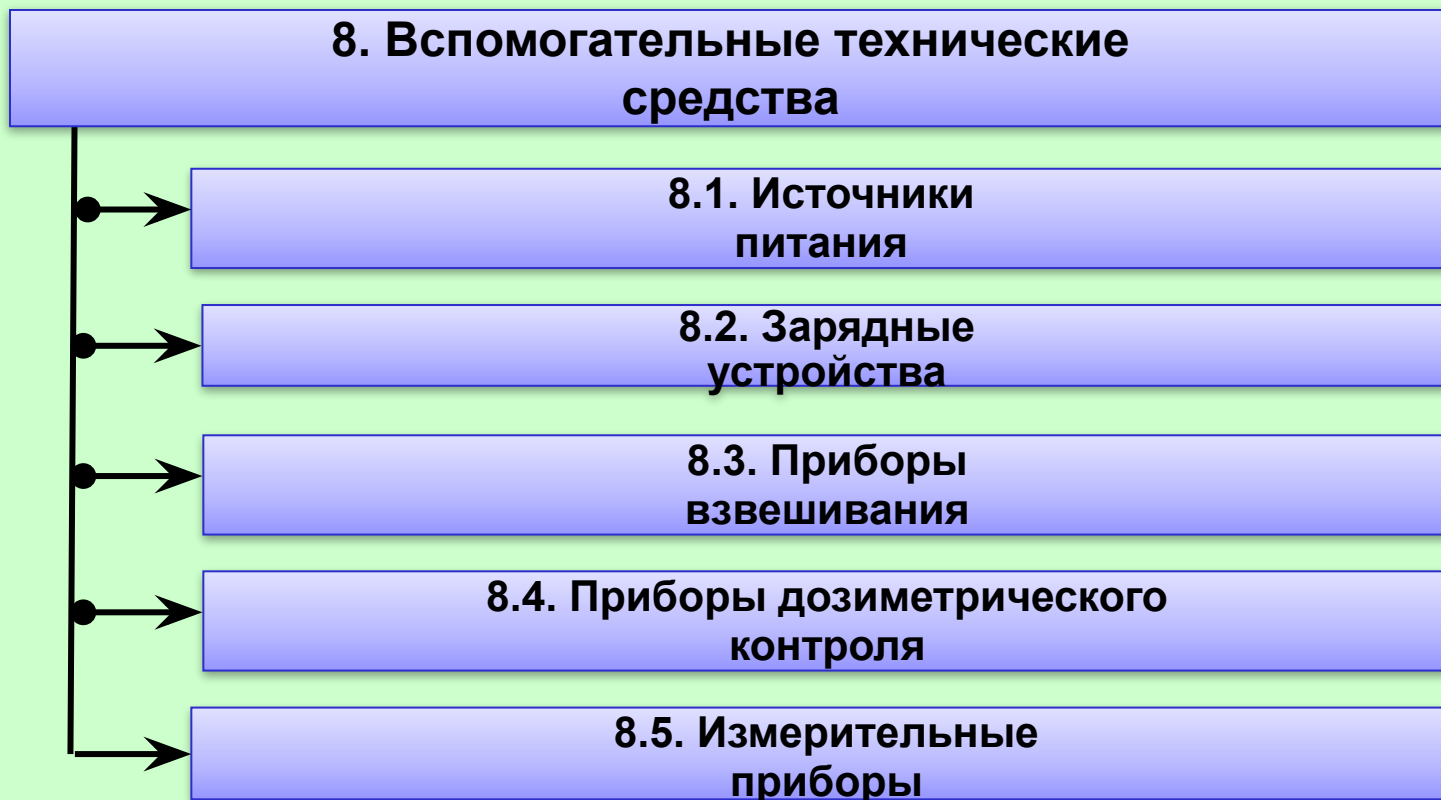 8. Вспомогательные технические
средства
8.1. Источники
питания
8.2. Зарядные
устройства
8.3. Приборы
взвешивания
8.4. Приборы дозиметрического
контроля
8.5. Измерительные
приборы